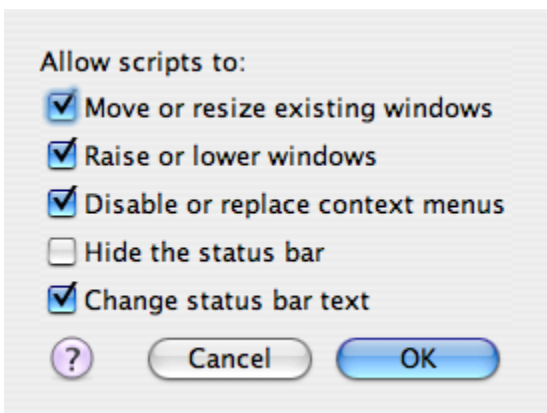 Allow scripts to:
Move or resize existing windows
Raise or lower windows
Disable or replace context menus
Hide the status bar
Change status bar text
? Cancel OK